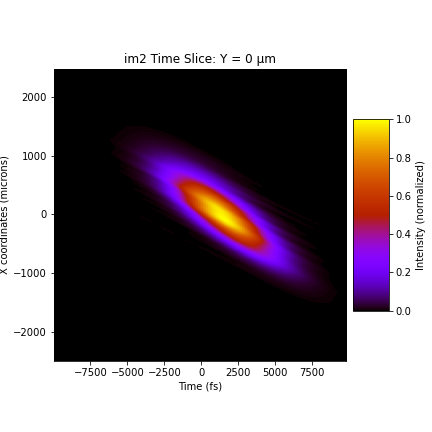 im2 Time Slice: Y = 0 μm
2000
1000
0
−1000
−2000
X coordinates (microns)
−7500 −5000 −2500 0 2500 5000 7500
Time (fs)
1.0
0.8
0.6
0.4
0.2
0.0
Intensity (normalized)